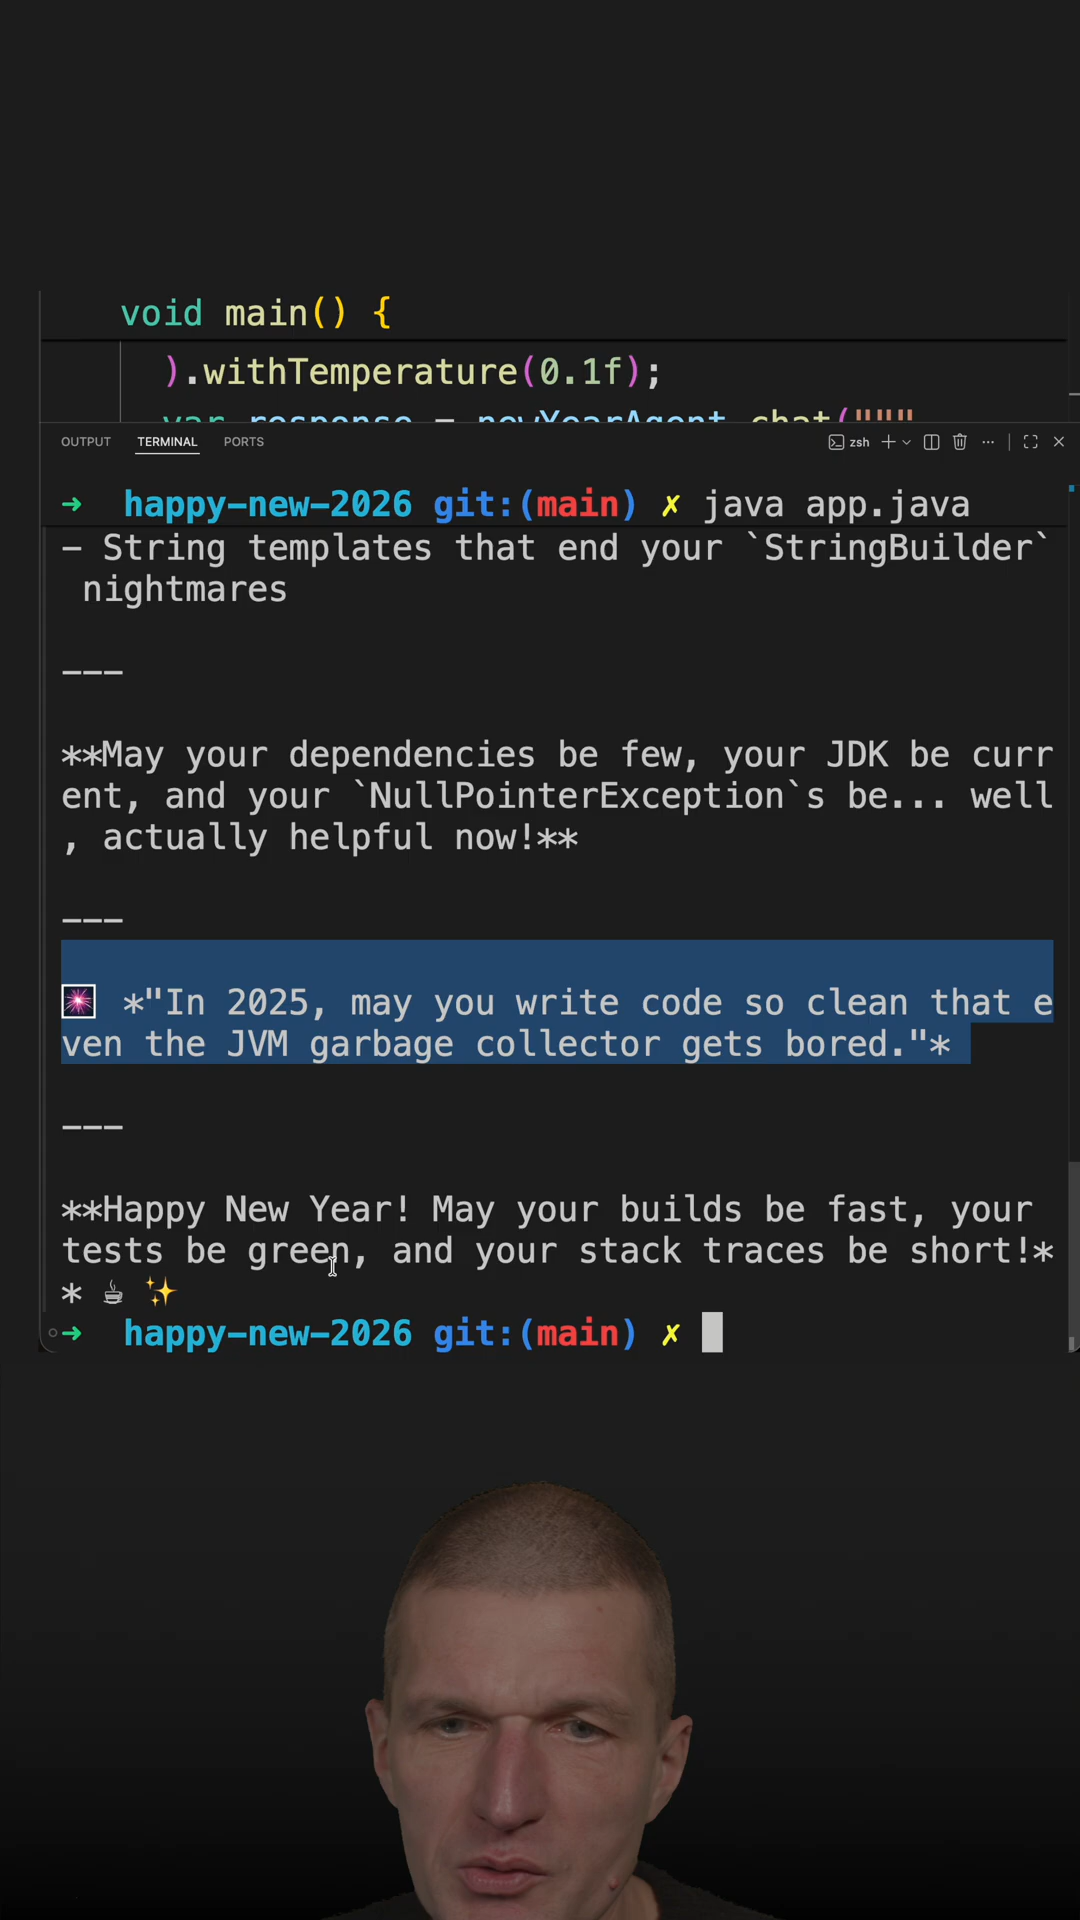 void main() {
).withTemperature(0.1f);
var response = newYearAgent.chat("""
OUTPUT TERMINAL PORTS zsh
→ happy-new-2026 git:(main) ✗ java app.java
– String templates that end your `StringBuilder`
nightmares
---
**May your dependencies be few, your JDK be curr
ent, and your `NullPointerException`s be... well
, actually helpful now!**
---
🎆 *"In 2025, may you write code so clean that e
ven the JVM garbage collector gets bored."*
---
**Happy New Year! May your builds be fast, your
tests be green, and your stack traces be short!*
* ☕ ✨
→ happy-new-2026 git:(main) ✗